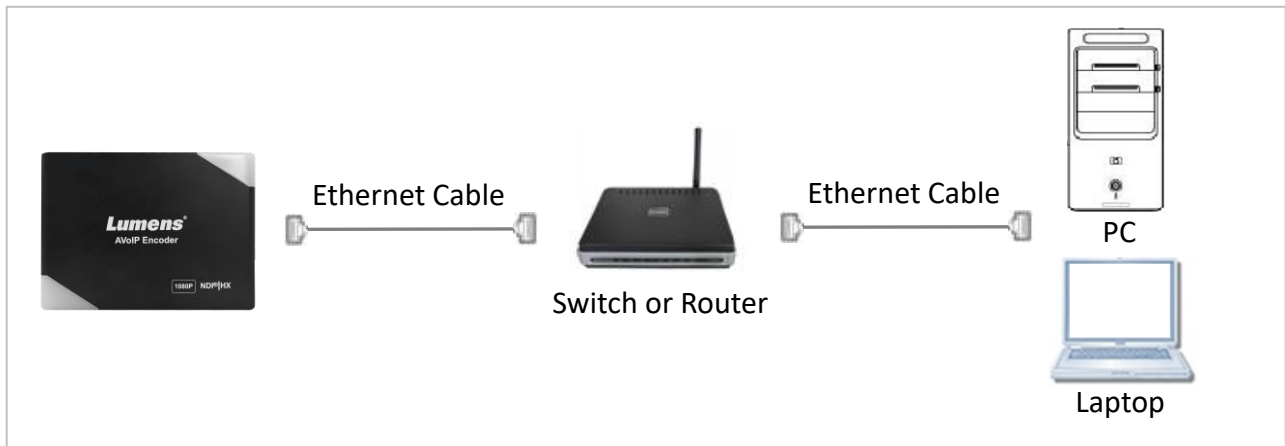 Ethernet Cable
Ethernet Cable
Lumens®
AVoIP Encoder
1080P NDI®|HX
Switch or Router
PC
Laptop